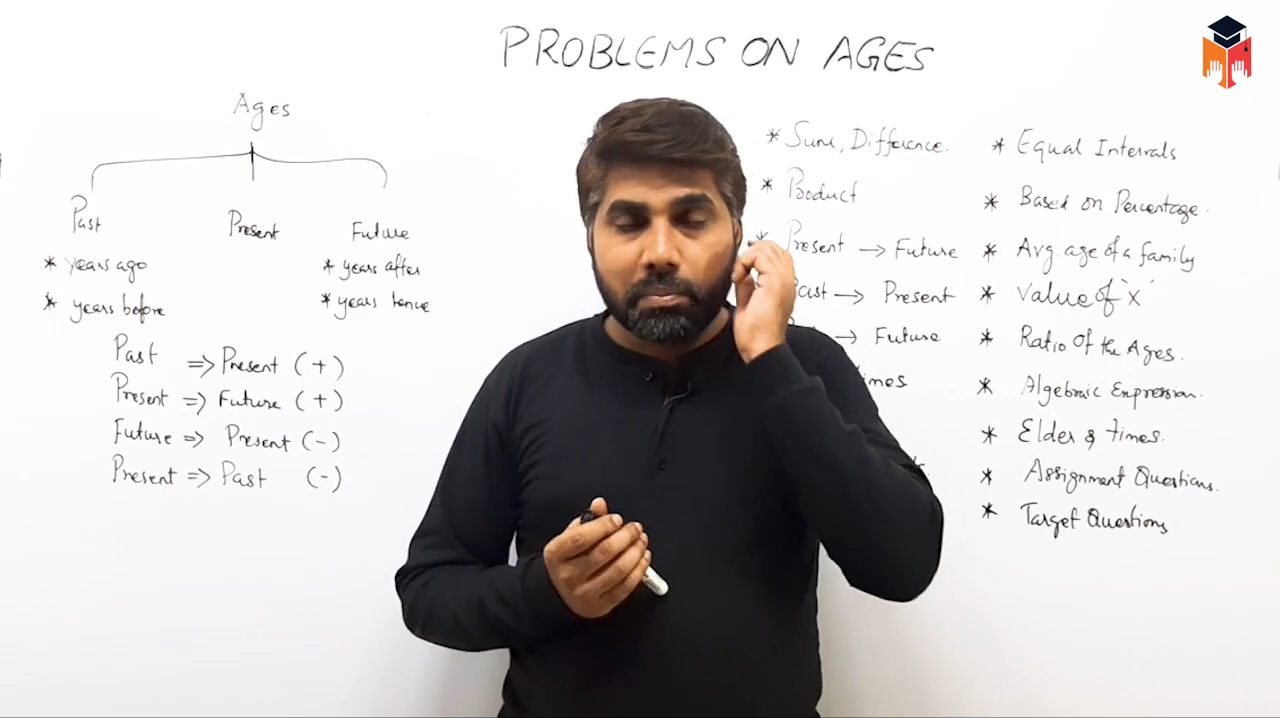 PROBLEMS ON AGES
Ages
Past Present Future
* years ago
* years before
* years after
* years hence
Past => Present (+)
Present => Future (+)
Future => Present (-)
Present => Past (-)
* Sum, Difference.
* Product
* Present → Future
Past → Present
→ Future
* Equal Intervals
* Based on Percentage.
* Avg. age of a family
* Value of "x"
* Ratio Of the Ages.
* Algebraic Expression.
* Elder & times.
* Assignment Questions.
* Target Questions